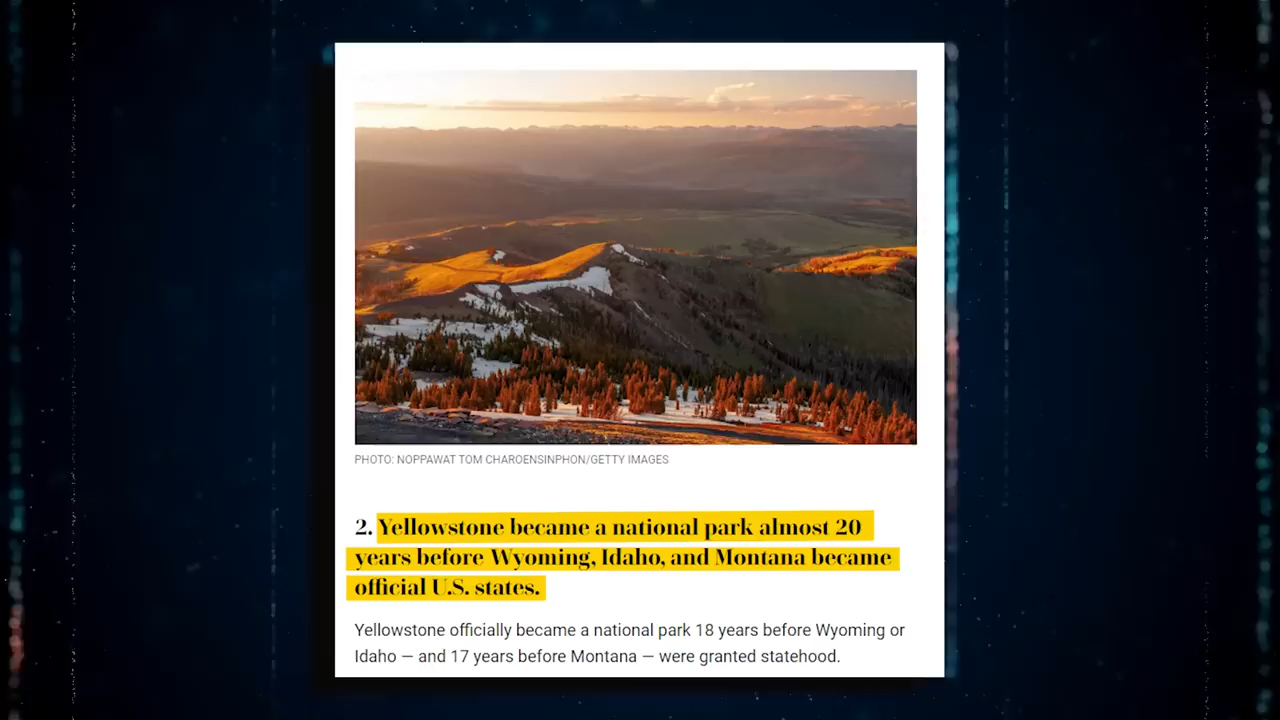 PHOTO: NOPPAWAT TOM CHAROENSINPHON/GETTY IMAGES
2. Yellowstone became a national park almost 20
years before Wyoming, Idaho, and Montana became
official U.S. states.
Yellowstone officially became a national park 18 years before Wyoming or
Idaho — and 17 years before Montana — were granted statehood.